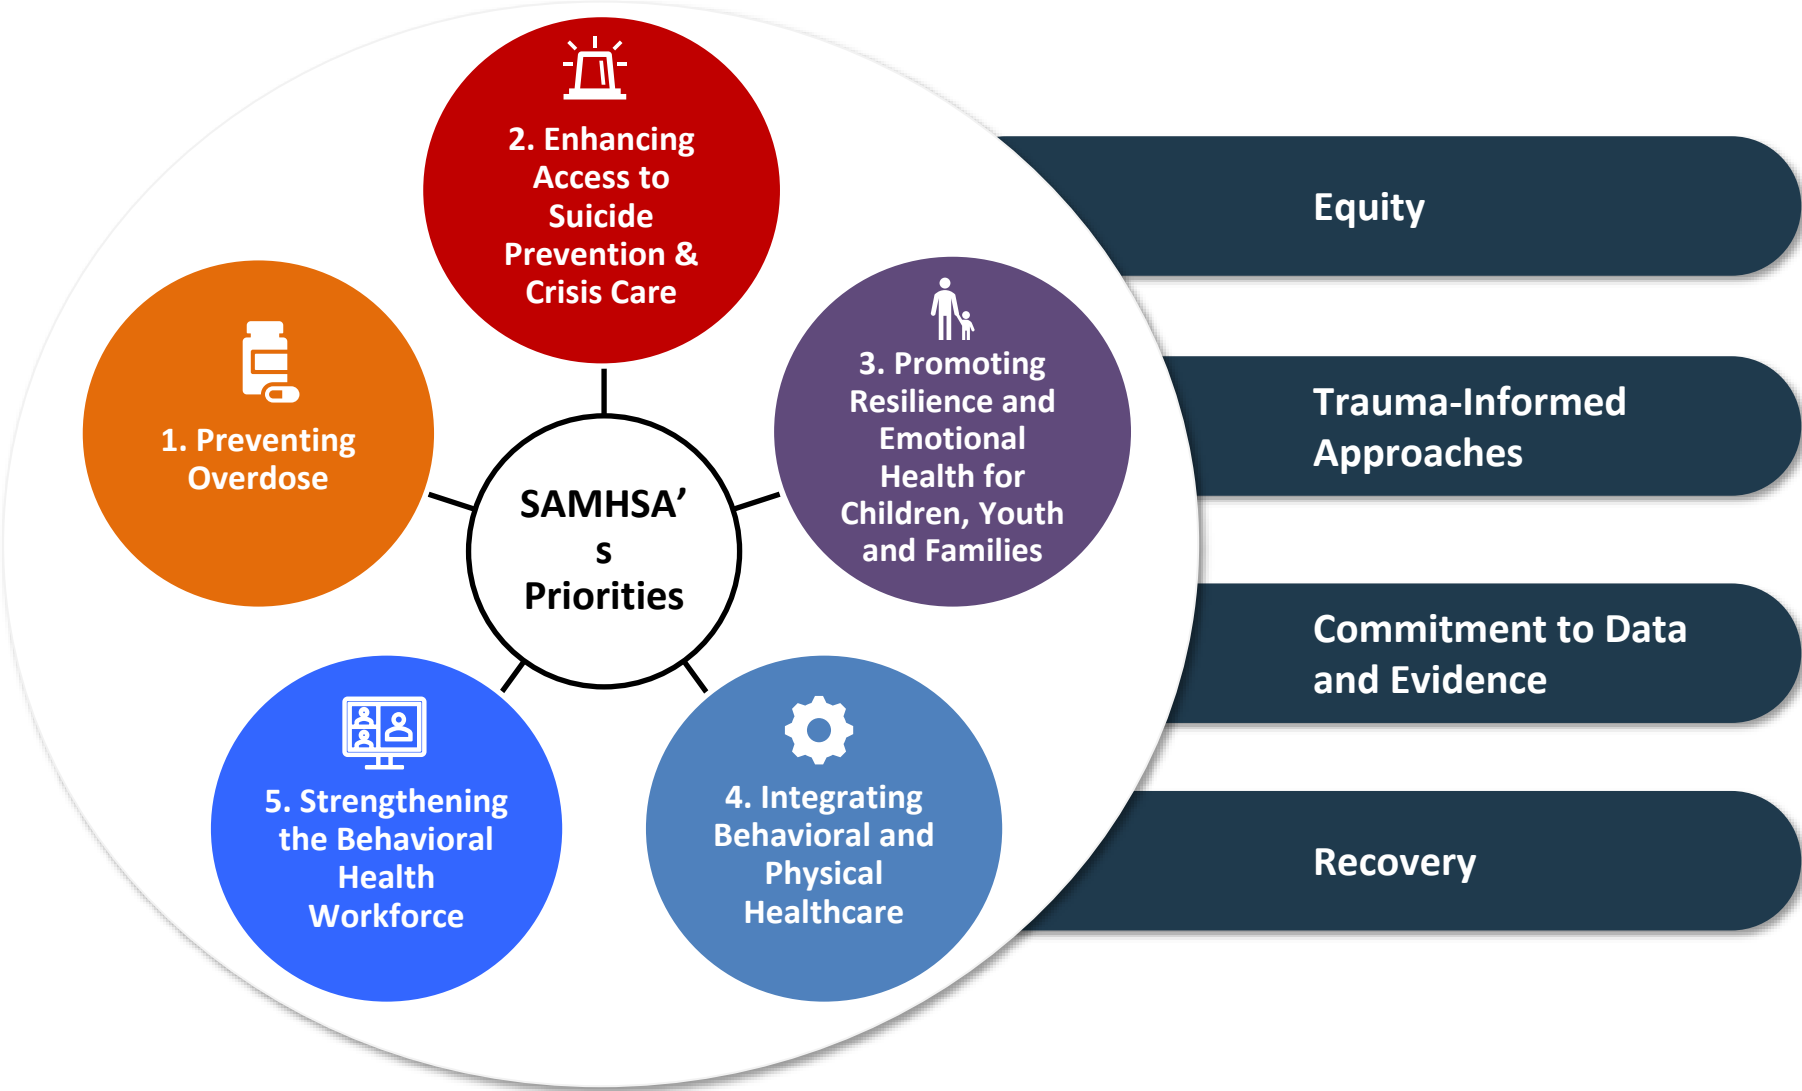 2. Enhancing
Access to
Suicide
Prevention &
Crisis Care
1. Preventing
Overdose
3. Promoting
Resilience and
Emotional
Health for
Children, Youth
and Families
SAMHSA’
s
Priorities
5. Strengthening
the Behavioral
Health
Workforce
4. Integrating
Behavioral and
Physical
Healthcare
Equity
Trauma-Informed
Approaches
Commitment to Data
and Evidence
Recovery